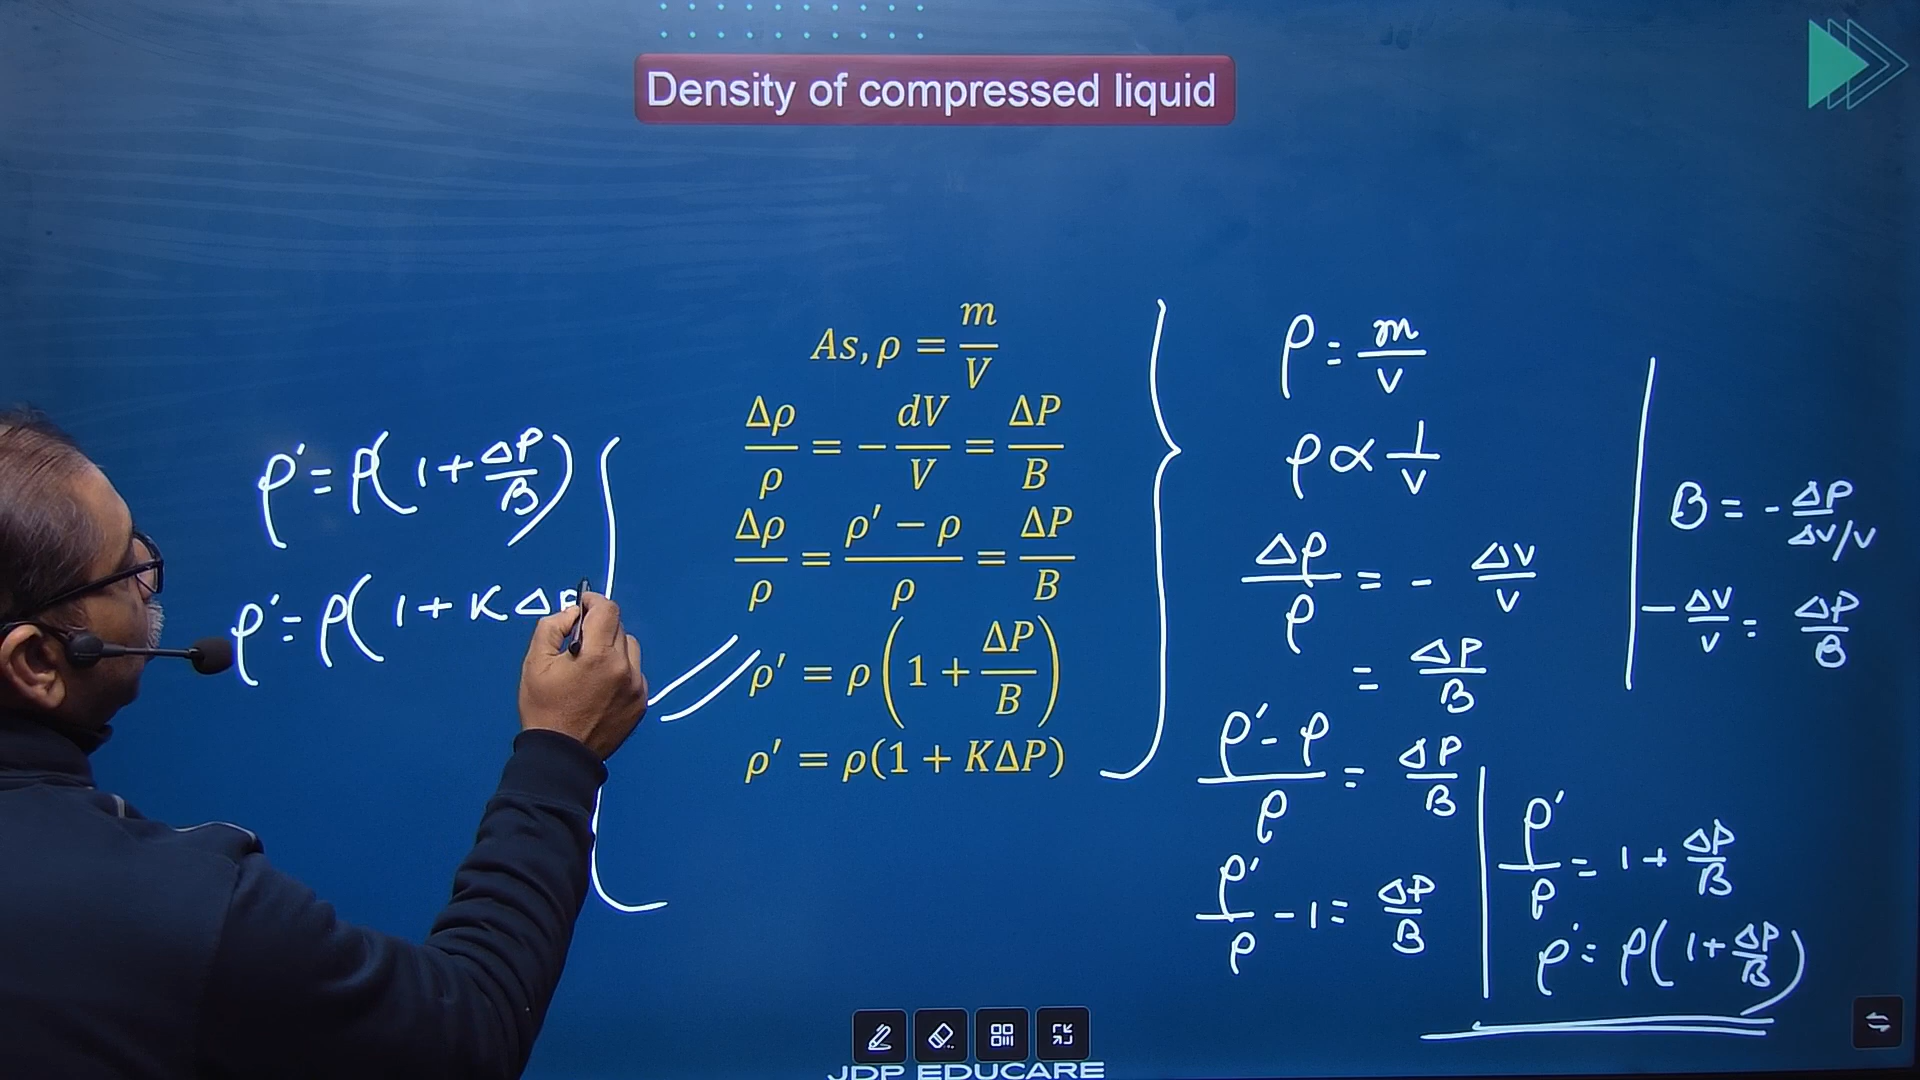 Density of compressed liquid
As, ρ = m/V
Δρ/ρ = − dV/V = ΔP/B
Δρ/ρ = (ρ′ − ρ)/ρ = ΔP/B
ρ′ = ρ(1 + ΔP/B)
ρ′ = ρ(1 + KΔP)
ρ′ = ρ(1 + ΔP/B)
ρ′ = ρ(1 + K Δ
ρ = m/V
ρ ∝ 1/V
Δρ/ρ = − ΔV/V
= ΔP/B
(ρ′ − ρ)/ρ = ΔP/B
ρ′/ρ − 1 = ΔP/B
B = − ΔP/ΔV/V
− ΔV/V = ΔP/B
ρ′/ρ = 1 + ΔP/B
ρ′ = ρ(1 + ΔP/B)
JDP EDUCARE